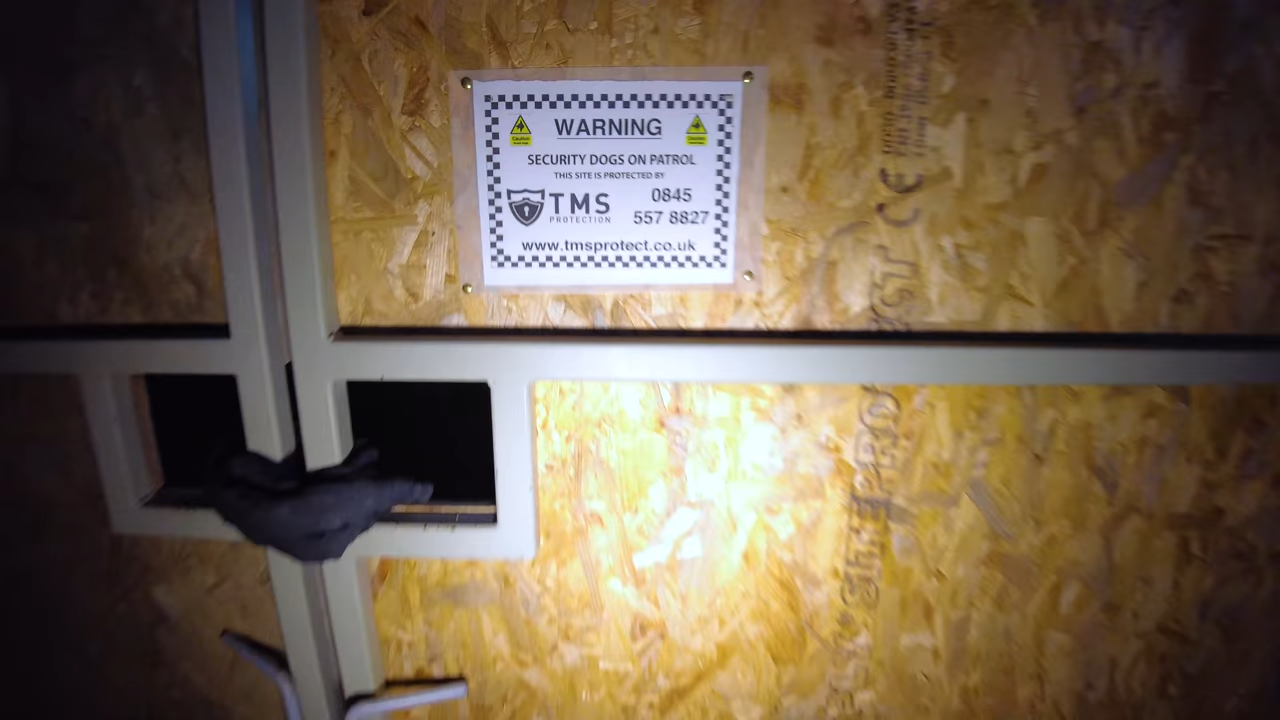 WARNING
SECURITY DOGS ON PATROL
THIS SITE IS PROTECTED BY
TMS
PROTECTION
0845
557 8827
www.tmsprotect.co.uk
CE